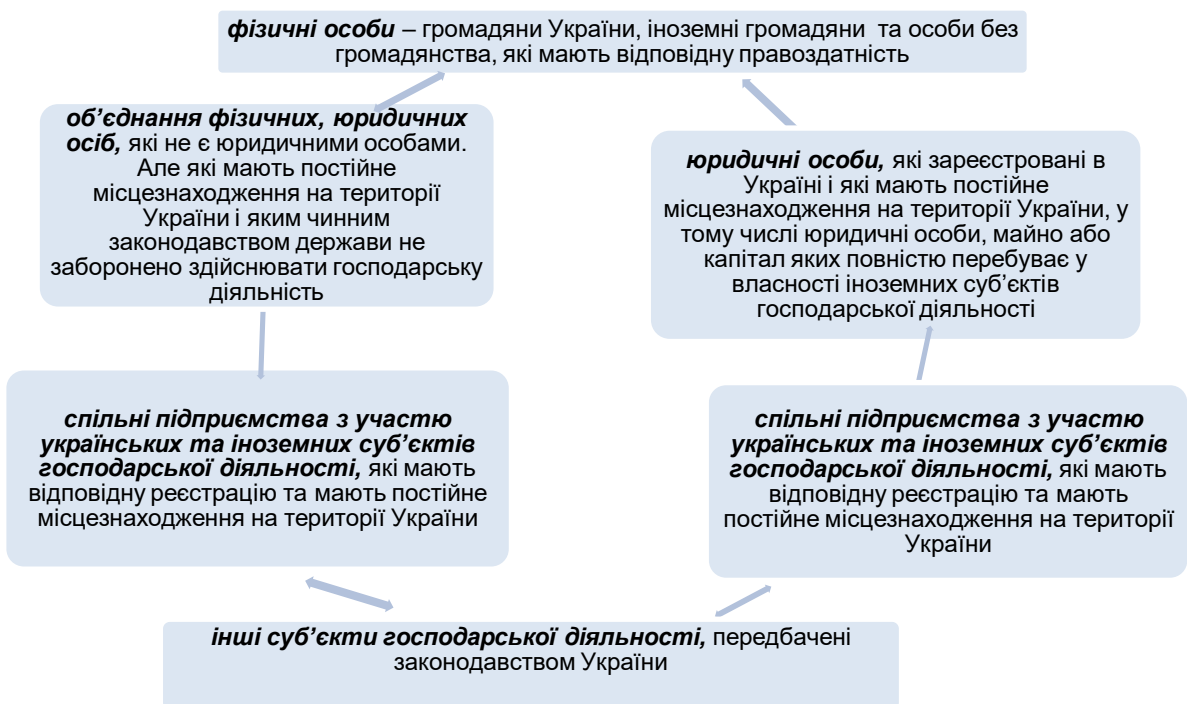 фізичні особи – громадяни України, іноземні громадяни та особи без
громадянства, які мають відповідну правоздатність
об’єднання фізичних, юридичних
осіб, які не є юридичними особами.
Але які мають постійне
місцезнаходження на території
України і яким чинним
законодавством держави не
заборонено здійснювати господарську
діяльність
юридичні особи, які зареєстровані в
Україні і які мають постійне
місцезнаходження на території України, у
тому числі юридичні особи, майно або
капітал яких повністю перебуває у
власності іноземних суб’єктів
господарської діяльності
спільні підприємства з участю
українських та іноземних суб’єктів
господарської діяльності, які мають
відповідну реєстрацію та мають постійне
місцезнаходження на території України
спільні підприємства з участю
українських та іноземних суб’єктів
господарської діяльності, які мають
відповідну реєстрацію та мають
постійне місцезнаходження на території
України
інші суб’єкти господарської діяльності, передбачені
законодавством України